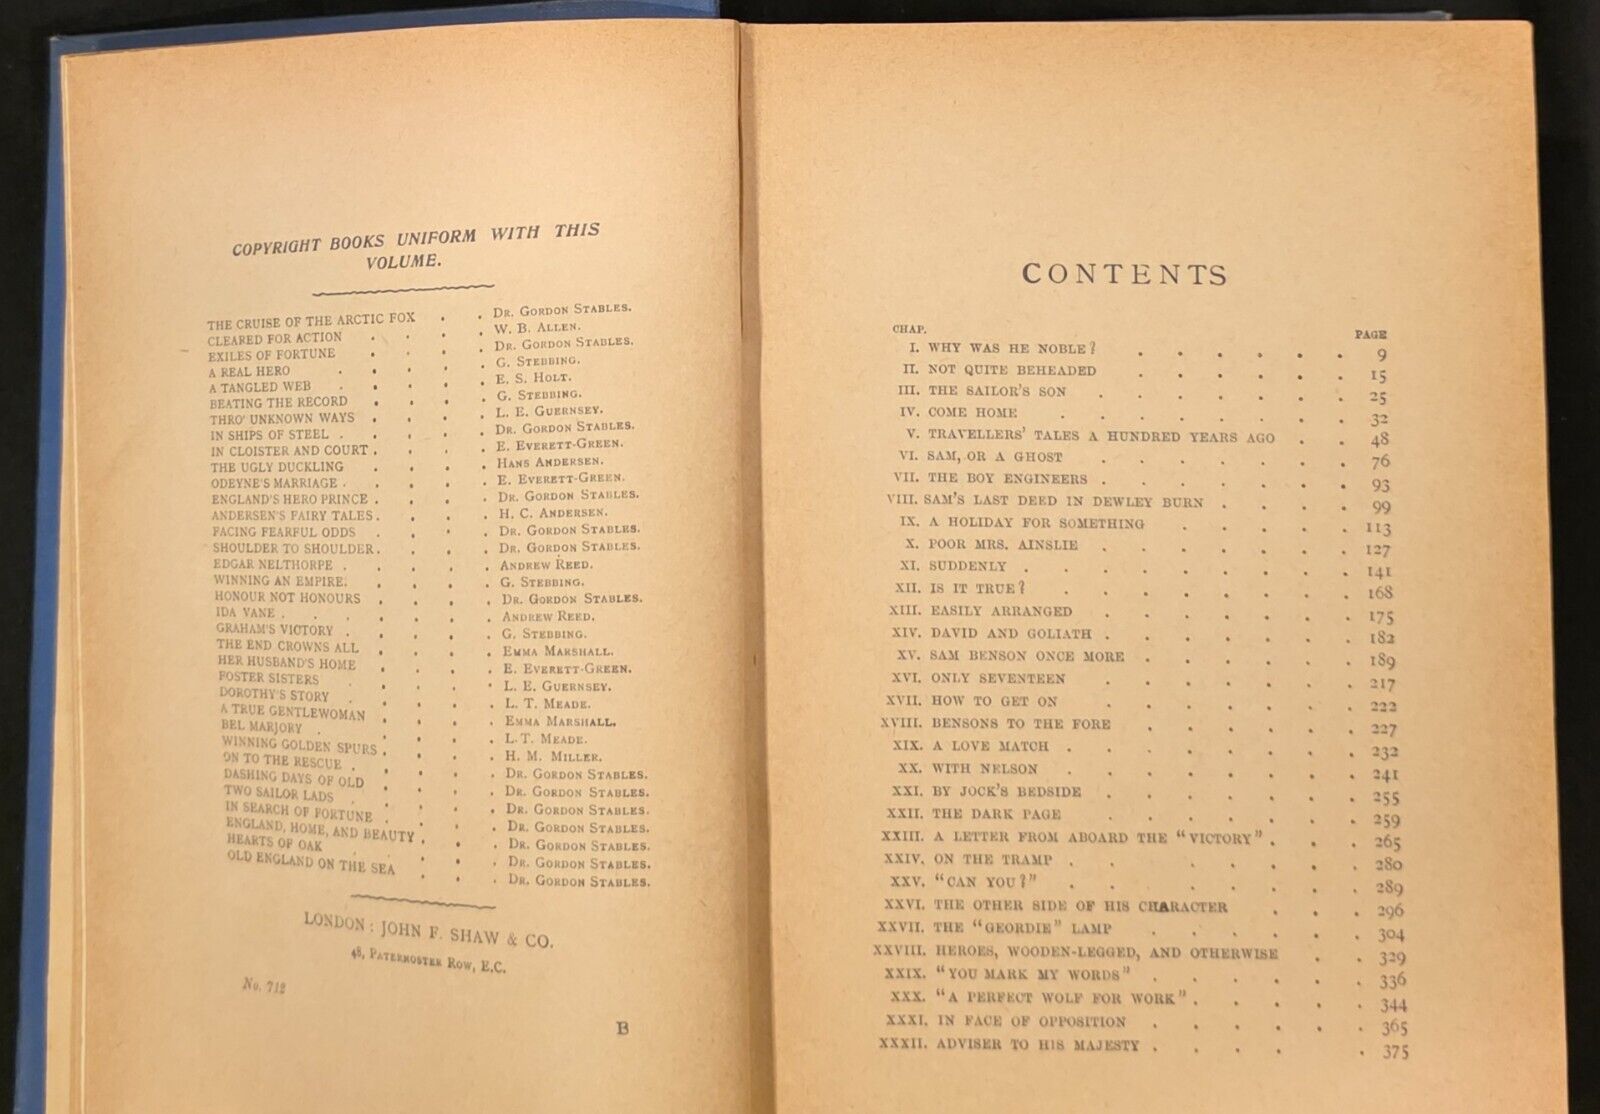 COPYRIGHT BOOKS UNIFORM WITH THIS
VOLUME.
THE CRUISE OF THE ARCTIC FOX . . DR. GORDON STABLES.
CLEARED FOR ACTION . . . . W. B. ALLEN.
EXILES OF FORTUNE . . . . DR. GORDON STABLES.
A REAL HERO . . . . . G. STEBBING.
A TANGLED WEB . . . . . E. S. HOLT.
BEATING THE RECORD . . . . G. STEBBING.
THRO' UNKNOWN WAYS . . . . L. E. GUERNSEY.
IN SHIPS OF STEEL . . . . . DR. GORDON STABLES.
IN CLOISTER AND COURT . . . . E. EVERETT-GREEN.
THE UGLY DUCKLING . . . . HANS ANDERSEN.
ODEYNE'S MARRIAGE . . . . . E. EVERETT-GREEN.
ENGLAND'S HERO PRINCE . . . . DR. GORDON STABLES.
ANDERSEN'S FAIRY TALES . . . . H. C. ANDERSEN.
FACING FEARFUL ODDS . . . . DR. GORDON STABLES.
SHOULDER TO SHOULDER . . . . DR. GORDON STABLES.
EDGAR NELTHORPE . . . . . ANDREW REED.
WINNING AN EMPIRE . . . . G. STEBBING.
HONOUR NOT HONOURS . . . . DR. GORDON STABLES.
IDA VANE . . . . . . ANDREW REED.
GRAHAM'S VICTORY . . . . . G. STEBBING.
THE END CROWNS ALL . . . . EMMA MARSHALL.
HER HUSBAND'S HOME . . . . E. EVERETT-GREEN.
FOSTER SISTERS . . . . . L. E. GUERNSEY.
DOROTHY'S STORY . . . . . L. T. MEADE.
A TRUE GENTLEWOMAN . . . . EMMA MARSHALL.
BEL MARJORY . . . . . L. T. MEADE.
WINNING GOLDEN SPURS . . . . H. M. MILLER.
ON TO THE RESCUE . . . . . DR. GORDON STABLES.
DASHING DAYS OF OLD . . . . DR. GORDON STABLES.
TWO SAILOR LADS . . . . . DR. GORDON STABLES.
IN SEARCH OF FORTUNE . . . . DR. GORDON STABLES.
ENGLAND, HOME, AND BEAUTY . . . DR. GORDON STABLES.
HEARTS OF OAK . . . . . DR. GORDON STABLES.
OLD ENGLAND ON THE SEA . . . DR. GORDON STABLES.
LONDON: JOHN F. SHAW & CO.
48, PATERNOSTER ROW, E.C.
No. 712
B
CONTENTS
CHAP. PAGE
I. WHY WAS HE NOBLE? . . . . . . 9
II. NOT QUITE BEHEADED . . . . . . 15
III. THE SAILOR'S SON . . . . . . . 25
IV. COME HOME . . . . . . . . 32
V. TRAVELLERS' TALES A HUNDRED YEARS AGO . . 48
VI. SAM, OR A GHOST . . . . . . . 76
VII. THE BOY ENGINEERS . . . . . . . 93
VIII. SAM'S LAST DEED IN DEWLEY BURN . . . . 99
IX. A HOLIDAY FOR SOMETHING . . . . . 113
X. POOR MRS. AINSLIE . . . . . . . 127
XI. SUDDENLY . . . . . . . . . 141
XII. IS IT TRUE? . . . . . . . . 168
XIII. EASILY ARRANGED . . . . . . . 175
XIV. DAVID AND GOLIATH . . . . . . . 182
XV. SAM BENSON ONCE MORE . . . . . . 189
XVI. ONLY SEVENTEEN . . . . . . . 217
XVII. HOW TO GET ON . . . . . . . 222
XVIII. BENSONS TO THE FORE . . . . . . 227
XIX. A LOVE MATCH . . . . . . . . 232
XX. WITH NELSON . . . . . . . . 241
XXI. BY JOCK'S BEDSIDE . . . . . . . 255
XXII. THE DARK PAGE . . . . . . . 259
XXIII. A LETTER FROM ABOARD THE "VICTORY" . . . 265
XXIV. ON THE TRAMP . . . . . . . . 280
XXV. "CAN YOU?" . . . . . . . 289
XXVI. THE OTHER SIDE OF HIS CHARACTER . . . 296
XXVII. THE "GEORDIE" LAMP . . . . . . 304
XXVIII. HEROES, WOODEN-LEGGED, AND OTHERWISE . . 329
XXIX. "YOU MARK MY WORDS" . . . . . . 336
XXX. "A PERFECT WOLF FOR WORK" . . . . . 344
XXXI. IN FACE OF OPPOSITION . . . . . . 365
XXXII. ADVISER TO HIS MAJESTY . . . . . 375